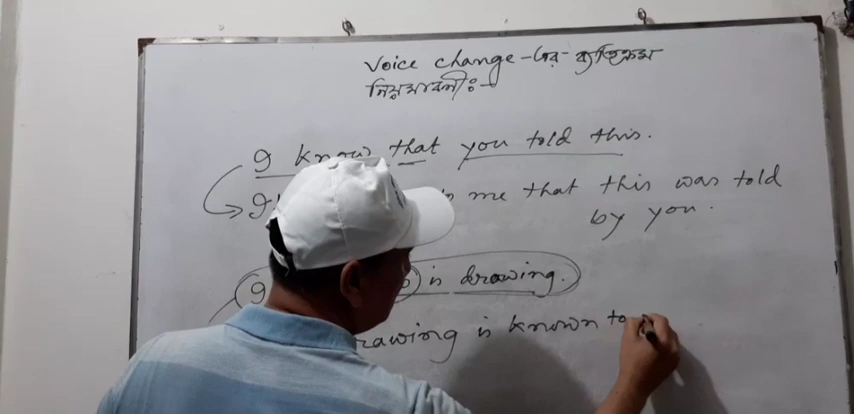 Voice change-এর ব্যতিক্রম
নিয়মাবলীঃ-
I know that you told this.
me that this was told
by you.
is drawing.
is known to